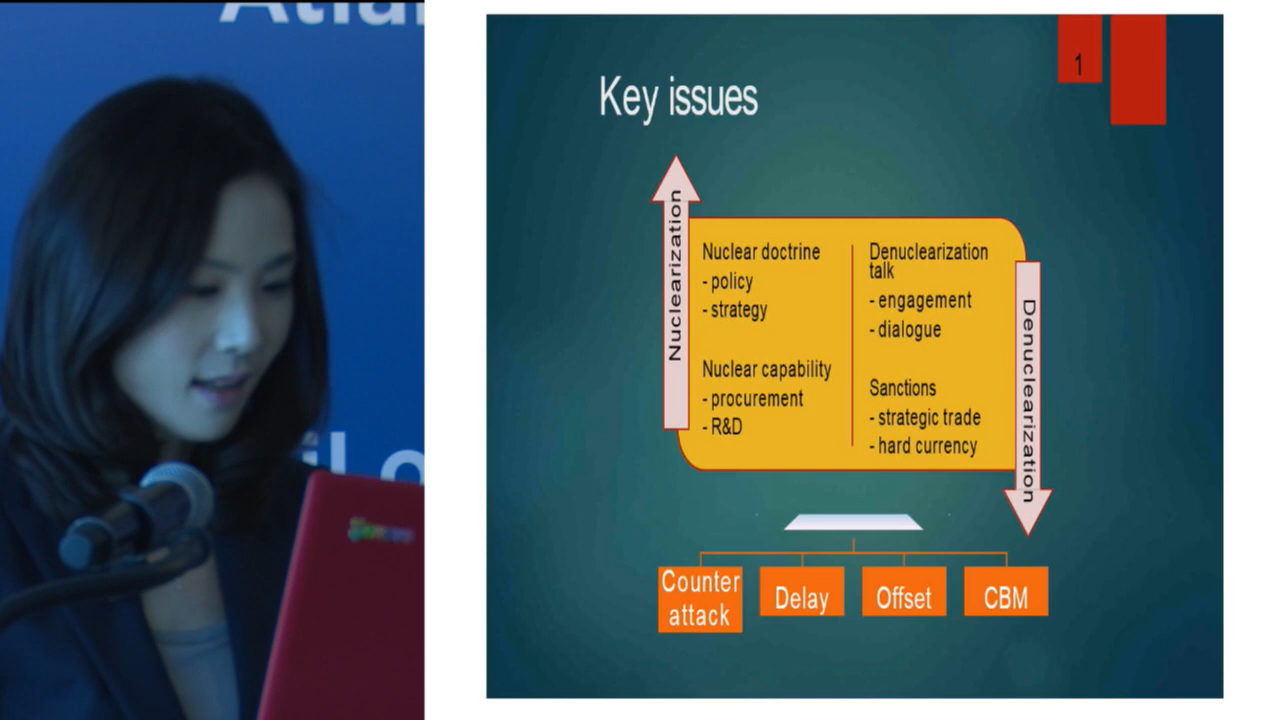 Key issues
1
Nuclearization
Nuclear doctrine
- policy
- strategy
Nuclear capability
- procurement
- R&D
Denuclearization
talk
- engagement
- dialogue
Sanctions
- strategic trade
- hard currency
Denuclearization
Counter
attack
Delay
Offset
CBM